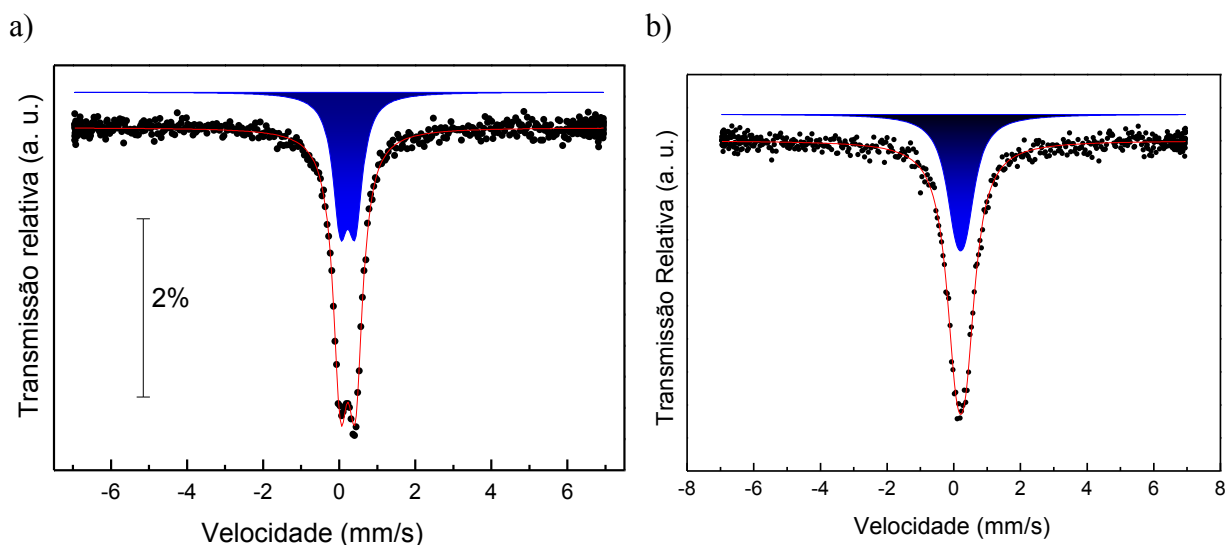 a)
b)
Transmissão relativa (a. u.)
2%
-6 -4 -2 0 2 4 6
Velocidade (mm/s)
Transmissão Relativa (a. u.)
-8 -6 -4 -2 0 2 4 6 8
Velocidade (mm/s)